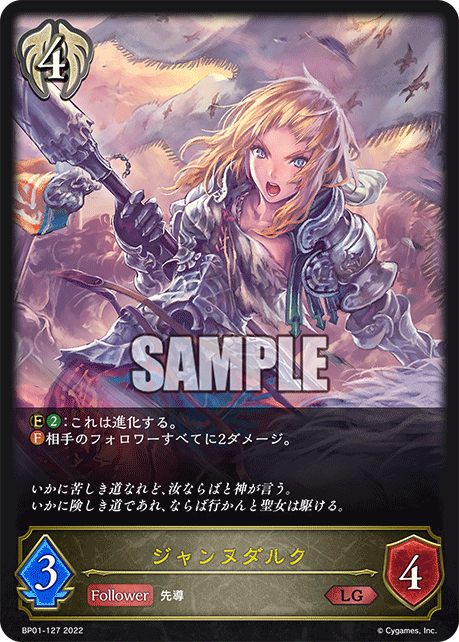 4
SAMPLE
E 2:これは進化する。
F 相手のフォロワーすべてに2ダメージ。
いかに苦しき道なれど、汝ならばと神が言う。
いかに険しき道であれ、ならば行かんと聖女は駆ける。
ジャンヌダルク
3
Follower 先導
LG
4
BP01-127 2022
© Cygames, Inc.